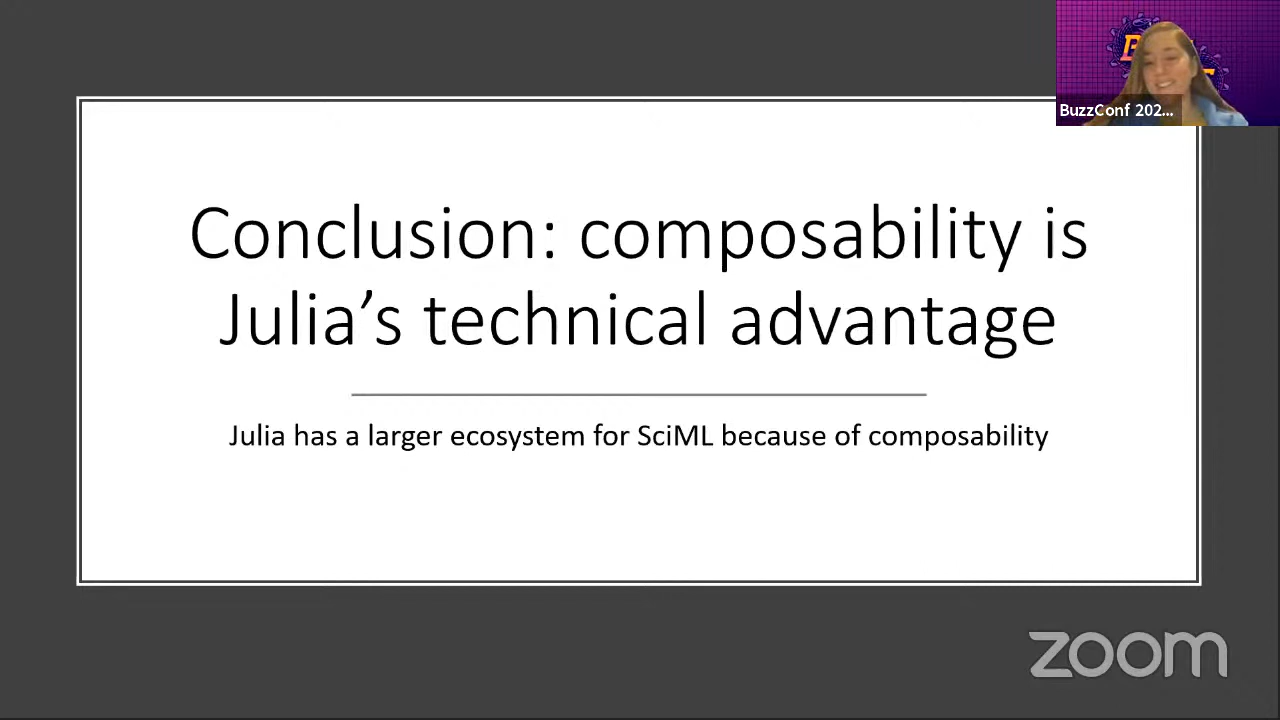 BuzzConf 202...
Conclusion: composability is
Julia’s technical advantage
Julia has a larger ecosystem for SciML because of composability
zoom